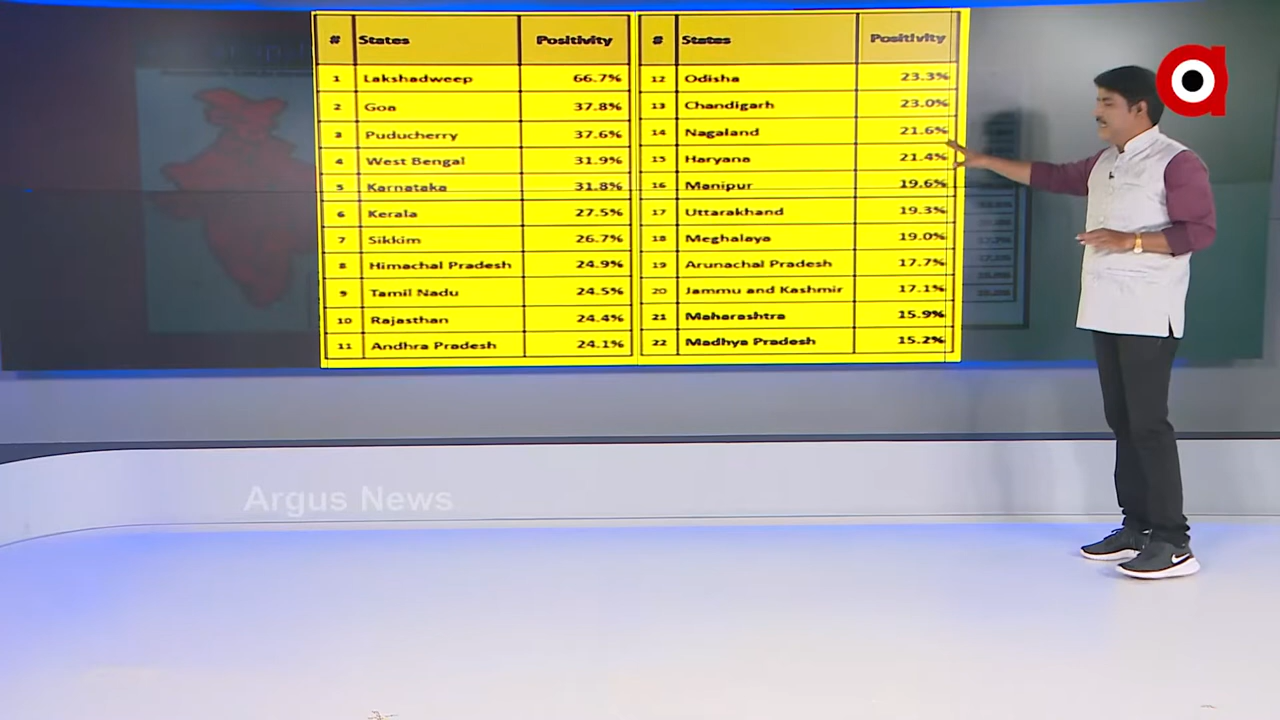 # States Positivity
1 Lakshadweep 66.7%
2 Goa 37.8%
3 Puducherry 37.6%
4 West Bengal 31.9%
5 Karnataka 31.8%
6 Kerala 27.5%
7 Sikkim 26.7%
8 Himachal Pradesh 24.9%
9 Tamil Nadu 24.5%
10 Rajasthan 24.4%
11 Andhra Pradesh 24.1%
# States Positivity
12 Odisha 23.3%
13 Chandigarh 23.0%
14 Nagaland 21.6%
15 Haryana 21.4%
16 Manipur 19.6%
17 Uttarakhand 19.3%
18 Meghalaya 19.0%
19 Arunachal Pradesh 17.7%
20 Jammu and Kashmir 17.1%
21 Maharashtra 15.9%
22 Madhya Pradesh 15.2%
a
Argus News